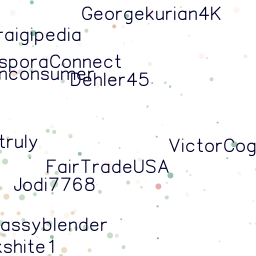 Georgekurian4K
raigipedia
sporaConnect
nconsumer
Dehler45
truly
VictorCog
FairTradeUSA
Jodi7768
assyblender
kshite1